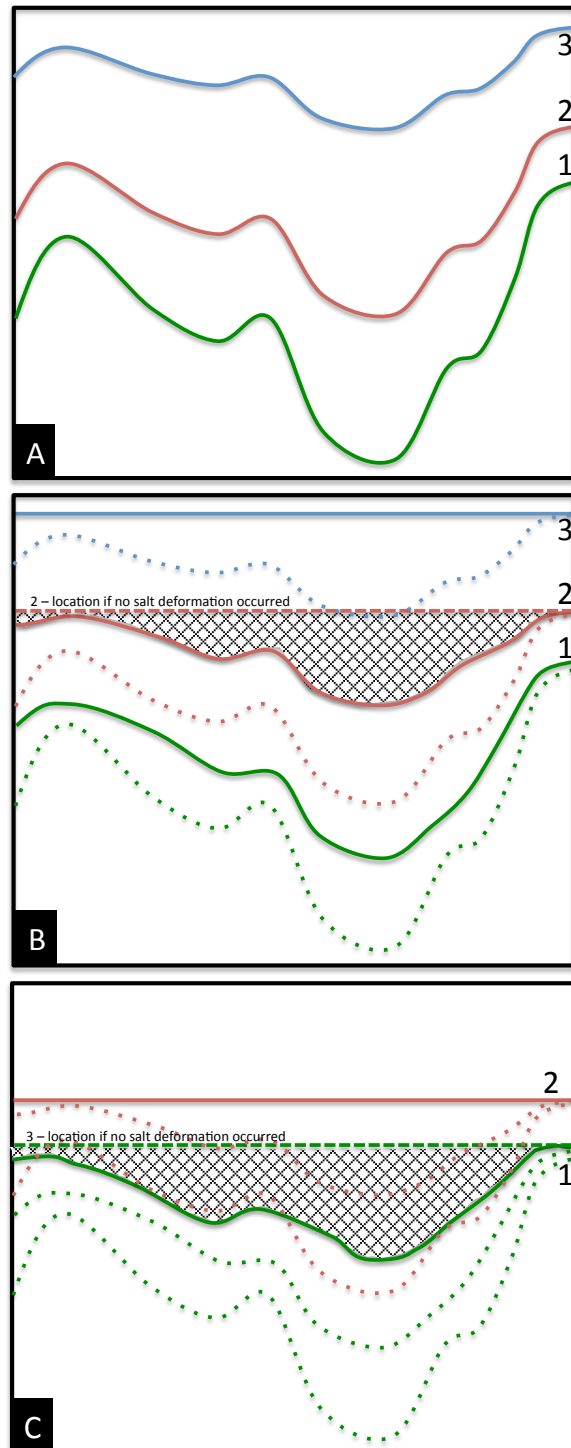 3
2
1
A
3
2 – location if no salt deformation occurred
2
1
B
2
3 – location if no salt deformation occurred
1
C